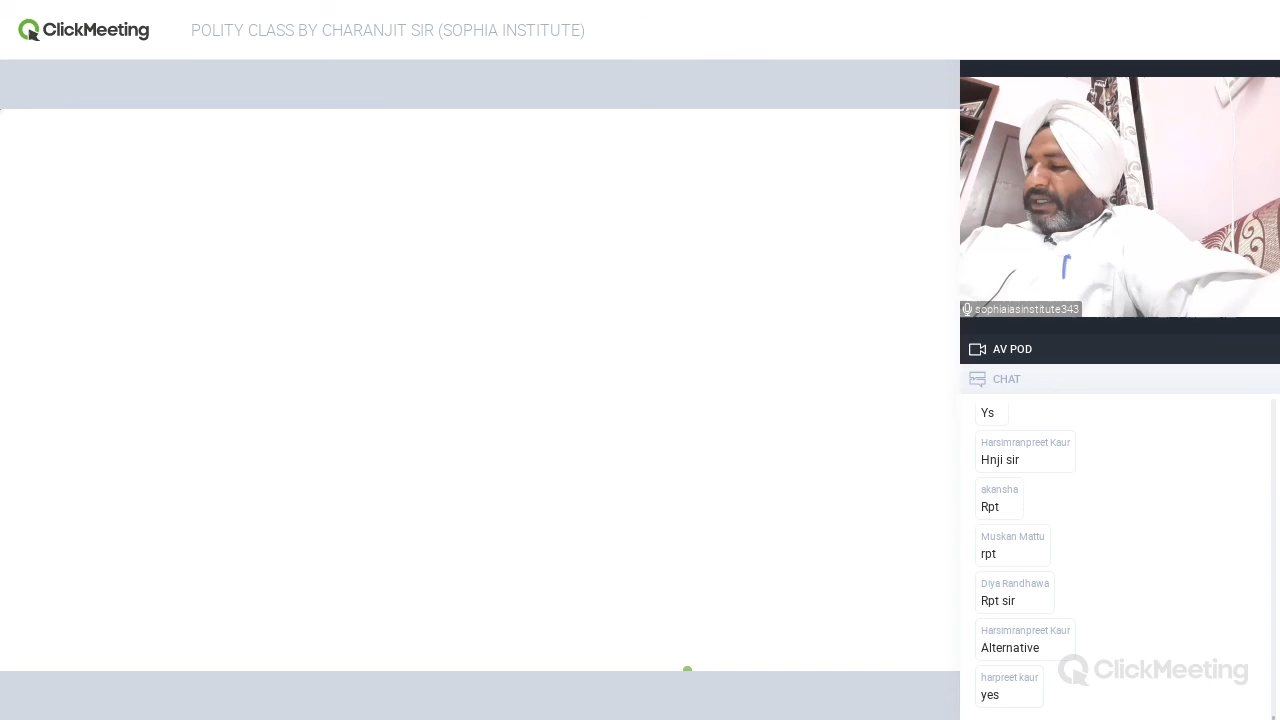 ClickMeeting
POLITY CLASS BY CHARANJIT SIR (SOPHIA INSTITUTE)
sophiaiasinstitute343
AV POD
CHAT
Ys
Harsimranpreet Kaur
Hnji sir
akansha
Rpt
Muskan Mattu
rpt
Diya Randhawa
Rpt sir
Harsimranpreet Kaur
Alternative
ClickMeeting
harpreet kaur
yes